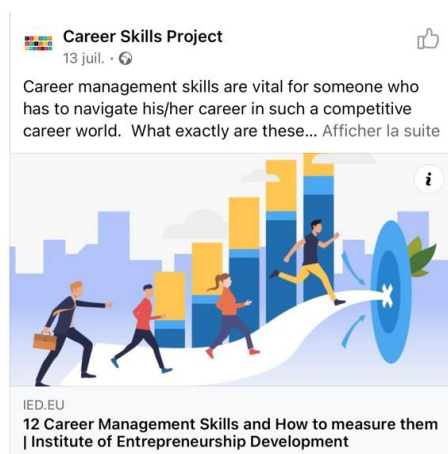 Career Skills Project
13 juil. ·
Career management skills are vital for someone who
has to navigate his/her career in such a competitive
career world.  What exactly are these... Afficher la suite
i
IED.EU
12 Career Management Skills and How to measure them
| Institute of Entrepreneurship Development